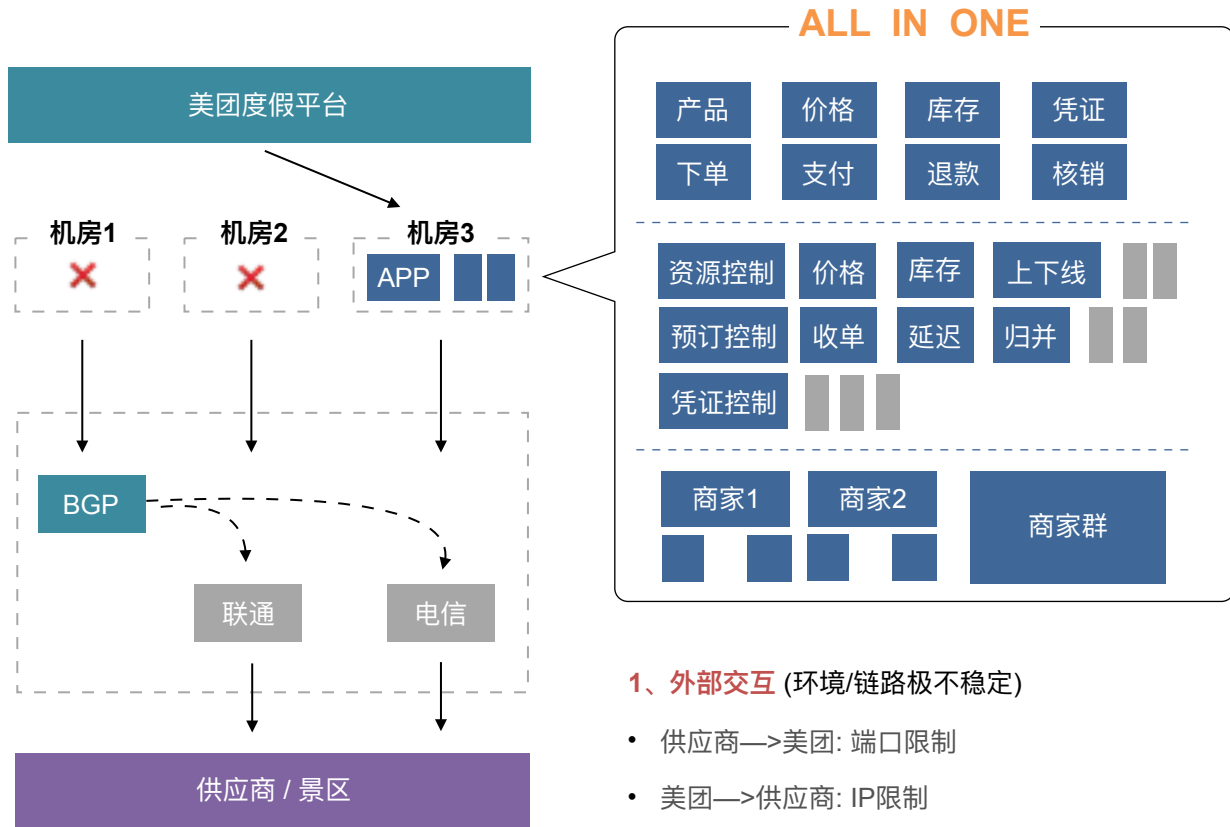 ALL IN ONE
美团度假平台
机房1
机房2
机房3
APP
BGP
联通
电信
供应商 / 景区
产品 价格 库存 凭证
下单 支付 退款 核销
资源控制 价格 库存 上下线
预订控制 收单 延迟 归并
凭证控制
商家1 商家2 商家群
1、外部交互 (环境/链路极不稳定)
• 供应商—>美团: 端口限制
• 美团—>供应商: IP限制